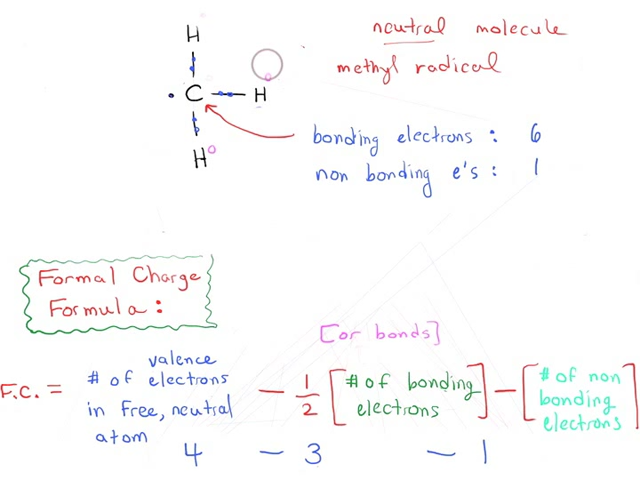 H
neutral molecule
methyl radical
C H
H
bonding electrons : 6
non bonding e's : 1
Formal Charge
Formula :
[or bonds]
valence
F.C. = # of electrons in free, neutral atom — 1/2 [# of bonding electrons] — [# of non bonding electrons]
4 — 3 — 1